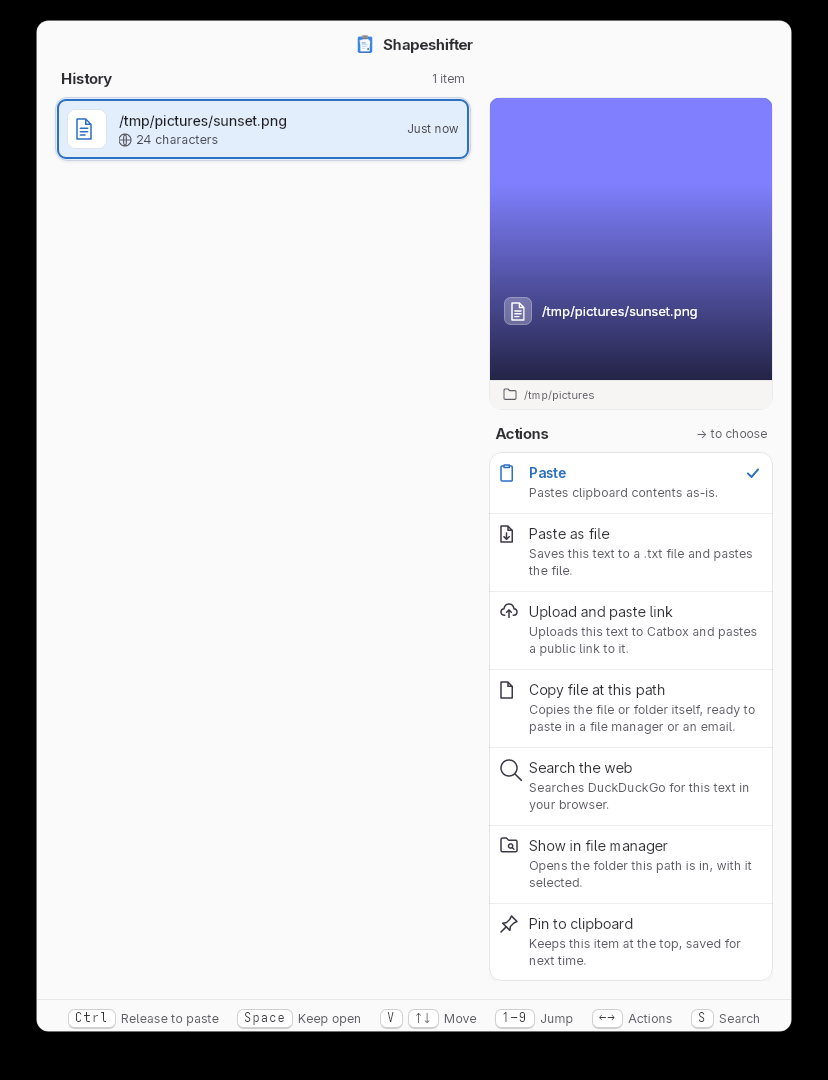 Shapeshifter
History
1 item
/tmp/pictures/sunset.png
24 characters
Just now
/tmp/pictures/sunset.png
/tmp/pictures
Actions
→ to choose
Paste
Pastes clipboard contents as-is.
Paste as file
Saves this text to a .txt file and pastes
the file.
Upload and paste link
Uploads this text to Catbox and pastes
a public link to it.
Copy file at this path
Copies the file or folder itself, ready to
paste in a file manager or an email.
Search the web
Searches DuckDuckGo for this text in
your browser.
Show in file manager
Opens the folder this path is in, with it
selected.
Pin to clipboard
Keeps this item at the top, saved for
next time.
Ctrl Release to paste Space Keep open V ↑↓ Move 1–9 Jump ←→ Actions S Search